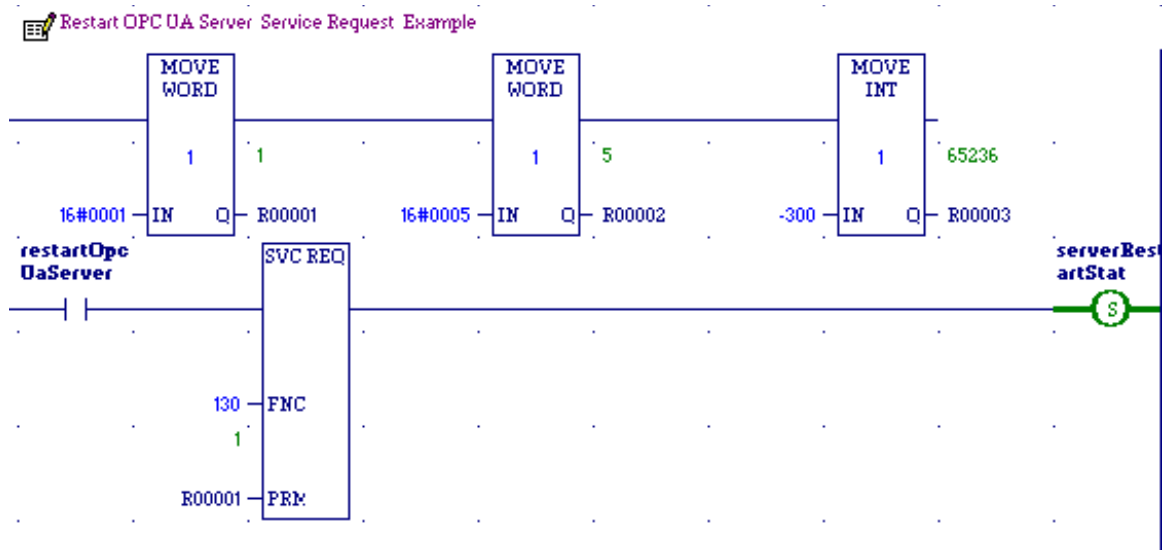 Restart OPC UA Server Service Request Example
MOVE MOVE MOVE
WORD WORD INT
1 1 1 5 1 65236
16#0001 IN Q R00001 16#0005 IN Q R00002 -300 IN Q R00003
restartOpc SVC REQ serverRest
UaServer artStat
S
130 FNC
1
R00001 PRM